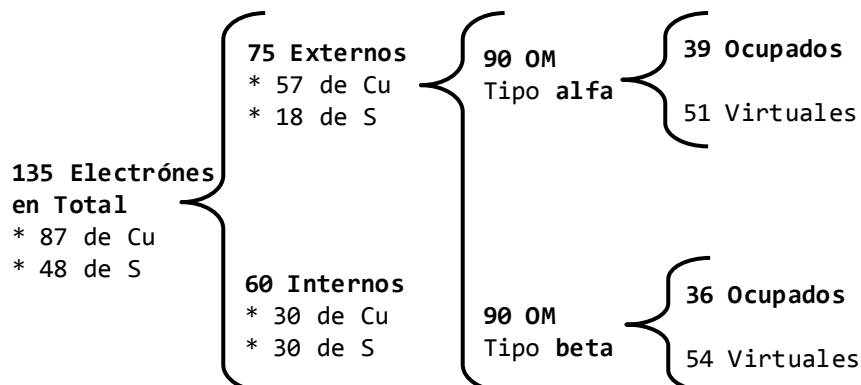 135 Electrónes
en Total
* 87 de Cu
* 48 de S
75 Externos
* 57 de Cu
* 18 de S
60 Internos
* 30 de Cu
* 30 de S
90 OM
Tipo alfa
90 OM
Tipo beta
39 Ocupados
51 Virtuales
36 Ocupados
54 Virtuales